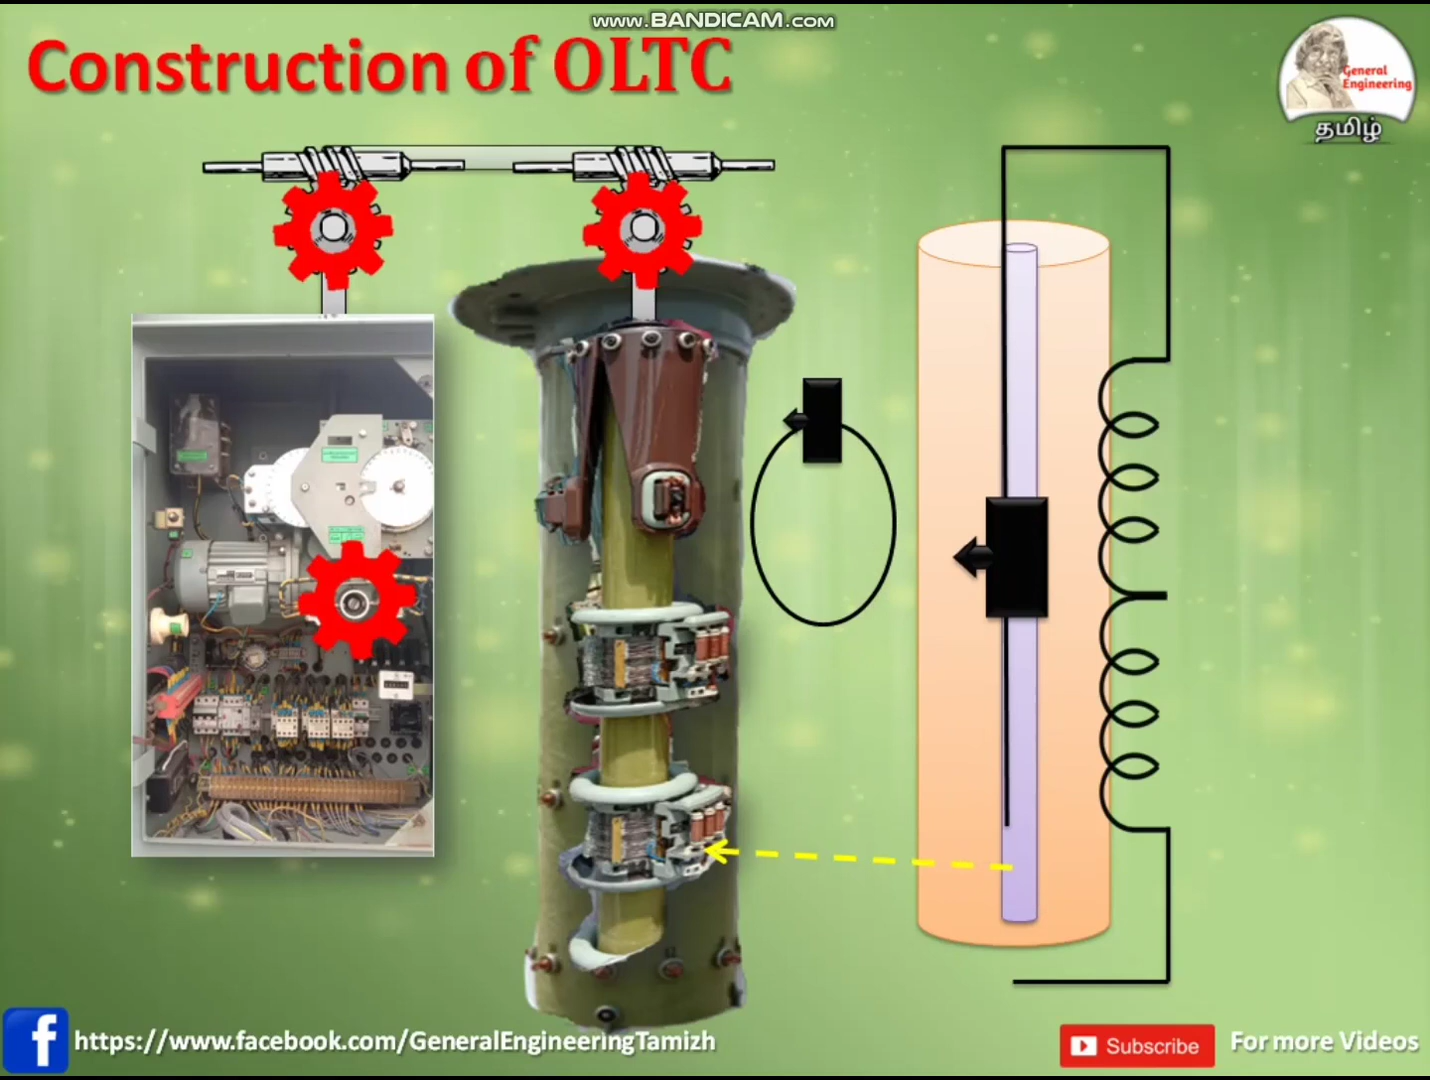 www.BANDICAM.com
Construction of OLTC
General
Engineering
தமிழ்
f
https://www.facebook.com/GeneralEngineeringTamizh
Subscribe
For more Videos